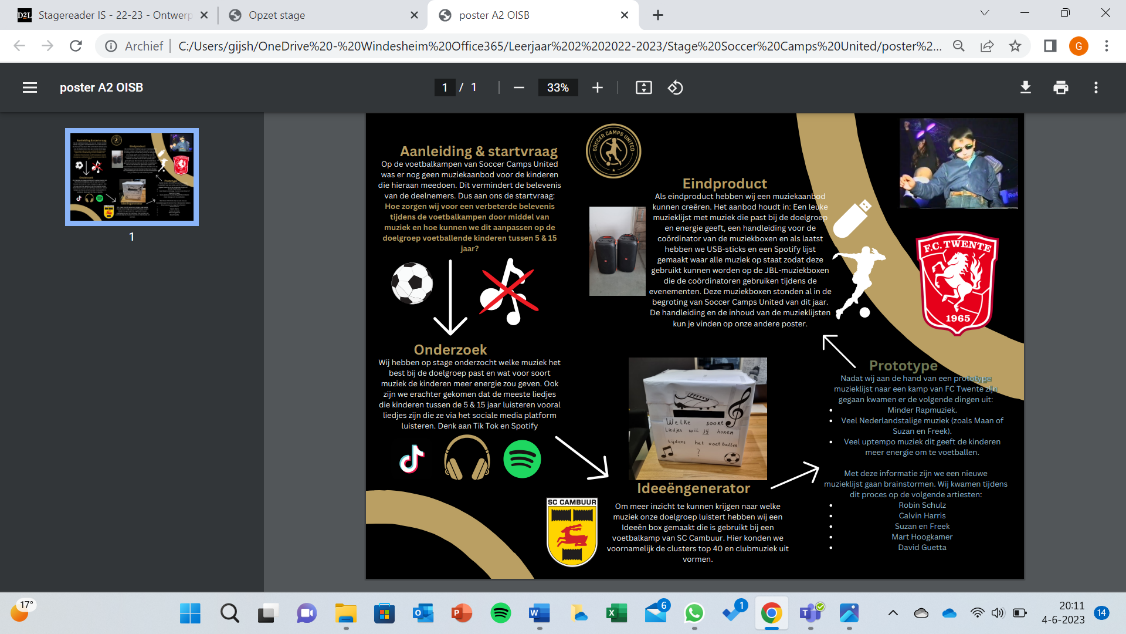 Stagereader IS - 22-23 - Ontwerp
Opzet stage
poster A2 OISB
Archief
C:/Users/gijsh/OneDrive%20-%20Windesheim%20Office365/Leerjaar%202%202022-2023/Stage%20Soccer%20Camps%20United/poster%...
G
poster A2 OISB
1 / 1
33%
1
Aanleiding & startvraag
Op de voetbalkampen van Soccer Camps United
was er nog geen muziekaanbod voor de kinderen
die hieraan meedoen. Dit vermindert de belevenis
van de deelnemers. Dus aan ons de startvraag:
Hoe zorgen wij voor een verbeterde belevenis
tijdens de voetbalkampen door middel van
muziek en hoe kunnen we dit aanpassen op de
doelgroep voetballende kinderen tussen 5 & 15
jaar?
SOCCER CAMPS UNITED
Eindproduct
Als eindproduct hebben wij een muziekaanbod
kunnen creëren. Het aanbod houdt in: Een leuke
muzieklijst met muziek die past bij de doelgroep
en energie geeft, een handleiding voor de
coördinator van de muziekboxen en als laatst
hebben we USB-sticks en een Spotify lijst
gemaakt waar alle muziek op staat zodat deze
gebruikt kunnen worden op de JBL-muziekboxen
die de coördinatoren gebruiken tijdens de
evenementen. Deze muziekboxen stonden al in de
begroting van Soccer Camps United van dit jaar.
De handleiding en de inhoud van de muzieklijsten
kun je vinden op onze andere poster.
F.C. TWENTE
1965
Onderzoek
Wij hebben op stage onderzocht welke muziek het
best bij de doelgroep past en wat voor soort
muziek de kinderen meer energie zou geven. Ook
zijn we erachter gekomen dat de meeste liedjes
die kinderen tussen de 5 & 15 jaar luisteren vooral
liedjes zijn die ze via het sociale media platform
luisteren. Denk aan Tik Tok en Spotify
Welke soort
liedjes wil je horen
tijdens het voetballen
?
Ideeëngenerator
SC CAMBUUR
Om meer inzicht te kunnen krijgen naar welke
muziek onze doelgroep luistert hebben wij een
Ideeën box gemaakt die is gebruikt bij een
voetbalkamp van SC Cambuur. Hier konden we
voornamelijk de clusters top 40 en clubmuziek uit
vormen.
Prototype
Nadat wij aan de hand van een prototype
muzieklijst naar een kamp van FC Twente zijn
gegaan kwamen er de volgende dingen uit:
Minder Rapmuziek.
Veel Nederlandstalige muziek (zoals Maan of
Suzan en Freek).
Veel uptempo muziek dit geeft de kinderen
meer energie om te voetballen.
Met deze informatie zijn we een nieuwe
muzieklijst gaan brainstormen. Wij kwamen tijdens
dit proces op de volgende artiesten:
Robin Schulz
Calvin Harris
Suzan en Freek
Mart Hoogkamer
David Guetta
17°
6
1
20:11
4-6-2023
14